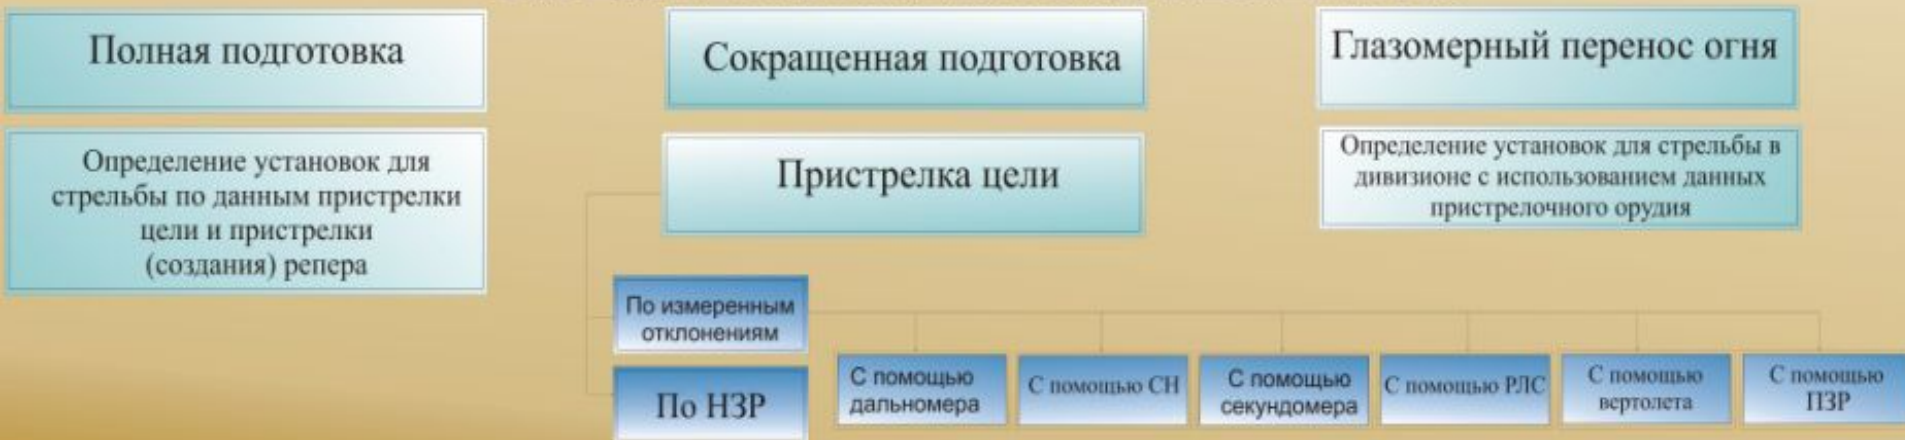 Полная подготовка
Сокращенная подготовка
Глазомерный перенос огня
Определение установок для
стрельбы по данным пристрелки
цели и пристрелки
(создания) репера
Пристрелка цели
Определение установок для стрельбы в
дивизионе с использованием данных
пристрелочного орудия
По измеренным
отклонениям
По НЗР
С помощью
дальномера
С помощью СН
С помощью
секундомера
С помощью РЛС
С помощью
вертолета
С помощью
ПЗР